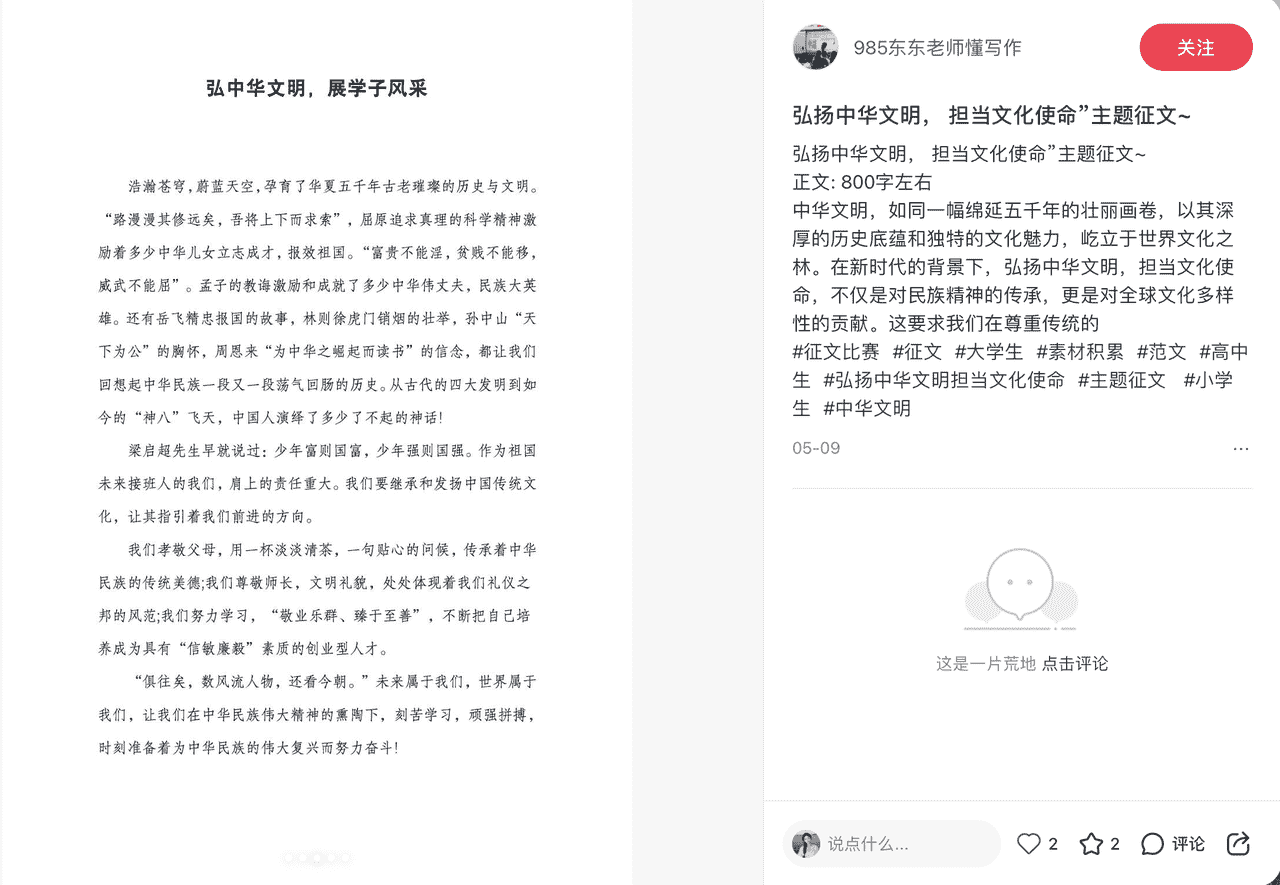 弘中华文明，展学子风采
浩瀚苍穹,蔚蓝天空,孕育了华夏五千年古老璀璨的历史与文明。
“路漫漫其修远矣，吾将上下而求索”，屈原追求真理的科学精神激
励着多少中华儿女立志成才，报效祖国。“富贵不能淫，贫贱不能移，
威武不能屈”。孟子的教诲激励和成就了多少中华伟丈夫，民族大英
雄。还有岳飞精忠报国的故事，林则徐虎门销烟的壮举，孙中山“天
下为公”的胸怀，周恩来“为中华之崛起而读书”的信念，都让我们
回想起中华民族一段又一段荡气回肠的历史。从古代的四大发明到如
今的“神八”飞天，中国人演绎了多少了不起的神话!
梁启超先生早就说过：少年富则国富，少年强则国强。作为祖国
未来接班人的我们，肩上的责任重大。我们要继承和发扬中国传统文
化，让其指引着我们前进的方向。
我们孝敬父母，用一杯淡淡清茶，一句贴心的问候，传承着中华
民族的传统美德;我们尊敬师长，文明礼貌，处处体现着我们礼仪之
邦的风范;我们努力学习，“敬业乐群、臻于至善”，不断把自己培
养成为具有“信敏廉毅”素质的创业型人才。
“俱往矣，数风流人物，还看今朝。”未来属于我们，世界属于
我们，让我们在中华民族伟大精神的熏陶下，刻苦学习，顽强拼搏，
时刻准备着为中华民族的伟大复兴而努力奋斗!
985东东老师懂写作
关注
弘扬中华文明， 担当文化使命”主题征文~
弘扬中华文明， 担当文化使命”主题征文~
正文: 800字左右
中华文明，如同一幅绵延五千年的壮丽画卷，以其深
厚的历史底蕴和独特的文化魅力，屹立于世界文化之
林。在新时代的背景下，弘扬中华文明，担当文化使
命，不仅是对民族精神的传承，更是对全球文化多样
性的贡献。这要求我们在尊重传统的
#征文比赛 #征文 #大学生 #素材积累 #范文 #高中
生 #弘扬中华文明担当文化使命 #主题征文 #小学
生 #中华文明
05-09
...
这是一片荒地 点击评论
说点什么...
2
2
评论